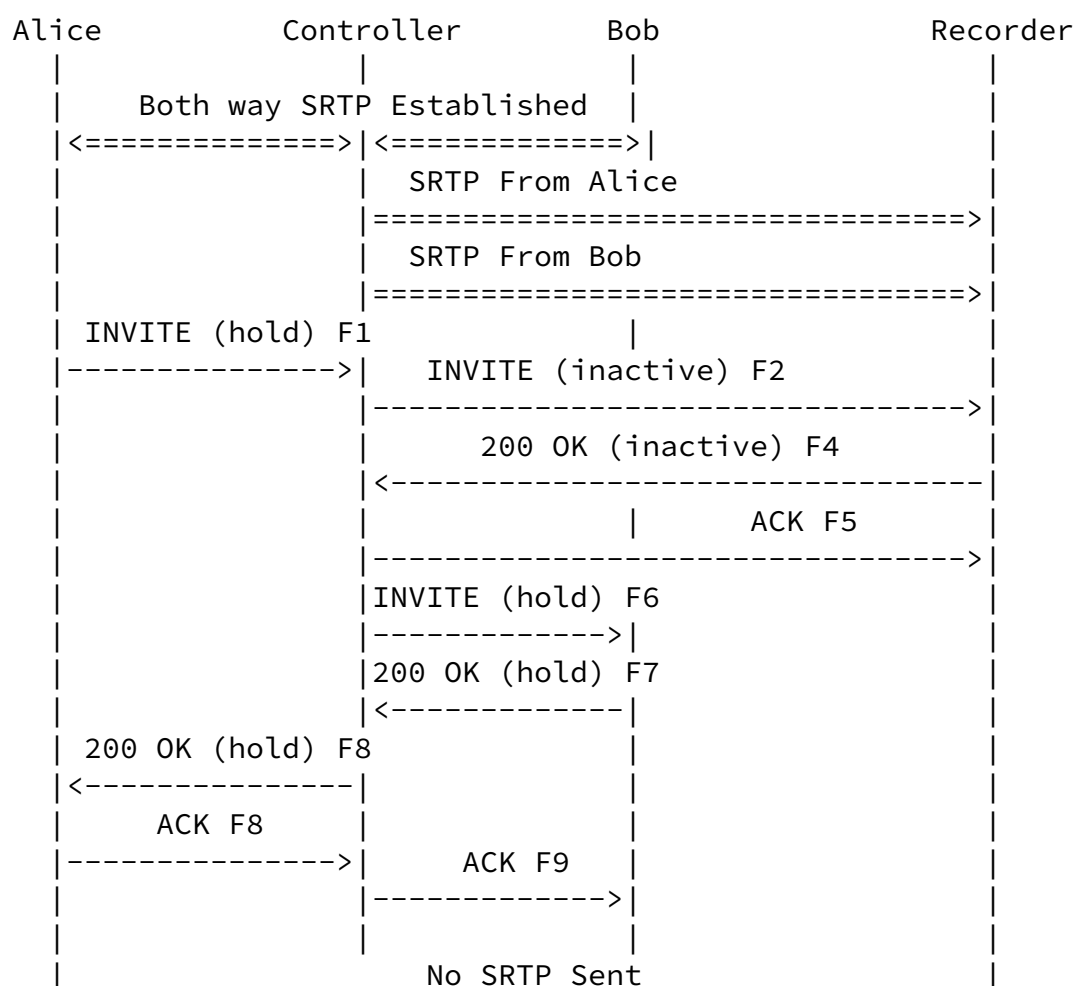 Alice          Controller        Bob               Recorder
Both way SRTP Established
SRTP From Alice
SRTP From Bob
INVITE (hold) F1
INVITE (inactive) F2
200 OK (inactive) F4
ACK F5
INVITE (hold) F6
200 OK (hold) F7
200 OK (hold) F8
ACK F8
ACK F9
No SRTP Sent